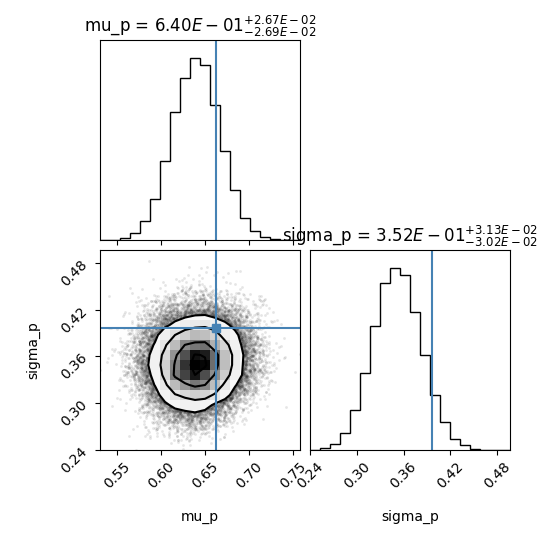 mu_p = 6.40E − 01+2.67E−02 −2.69E−02
sigma_p = 3.52E − 01+3.13E−02 −3.02E−02
sigma_p
0.48
0.42
0.36
0.30
0.24
0.55 0.60 0.65 0.70 0.75 0.24 0.30 0.36 0.42 0.48
mu_p sigma_p